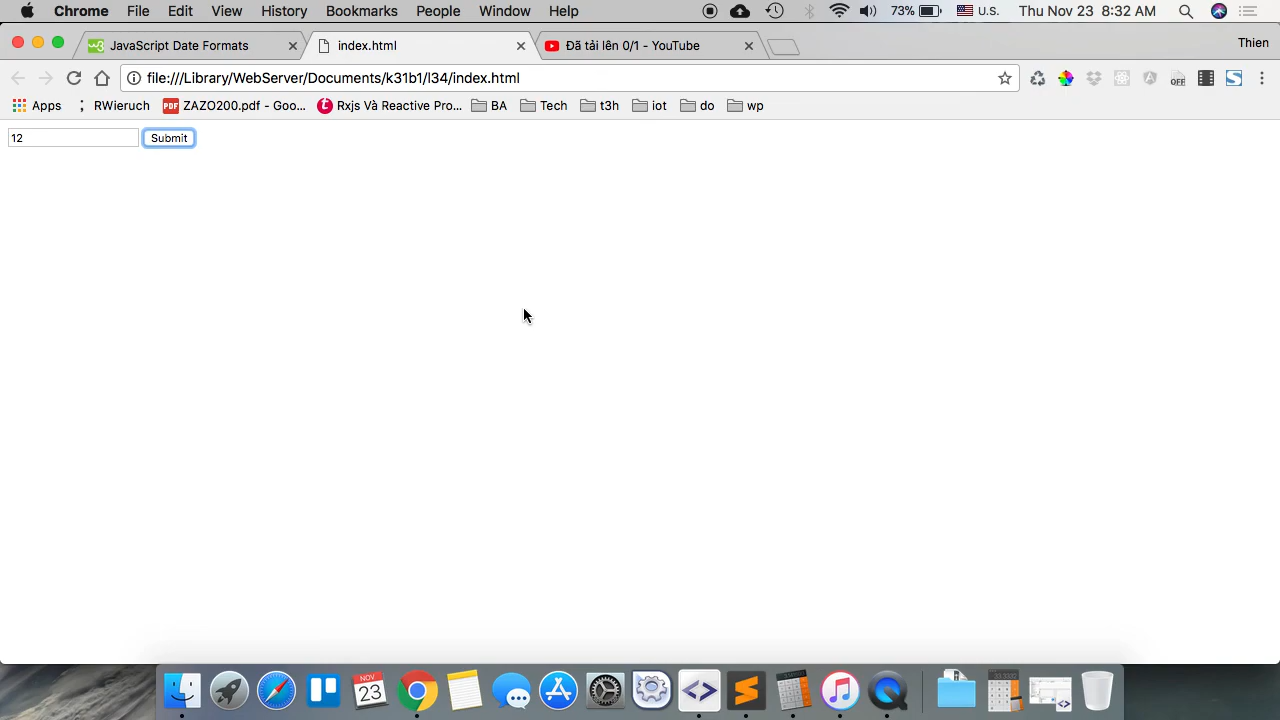 Chrome File Edit View History Bookmarks People Window Help 73% U.S. Thu Nov 23 8:32 AM
JavaScript Date Formats index.html Đã tải lên 0/1 - YouTube Thien
file:///Library/WebServer/Documents/k31b1/l34/index.html
Apps RWieruch ZAZO200.pdf - Goo... Rxjs Và Reactive Pro... BA Tech t3h iot do wp
12 Submit
NOV
23